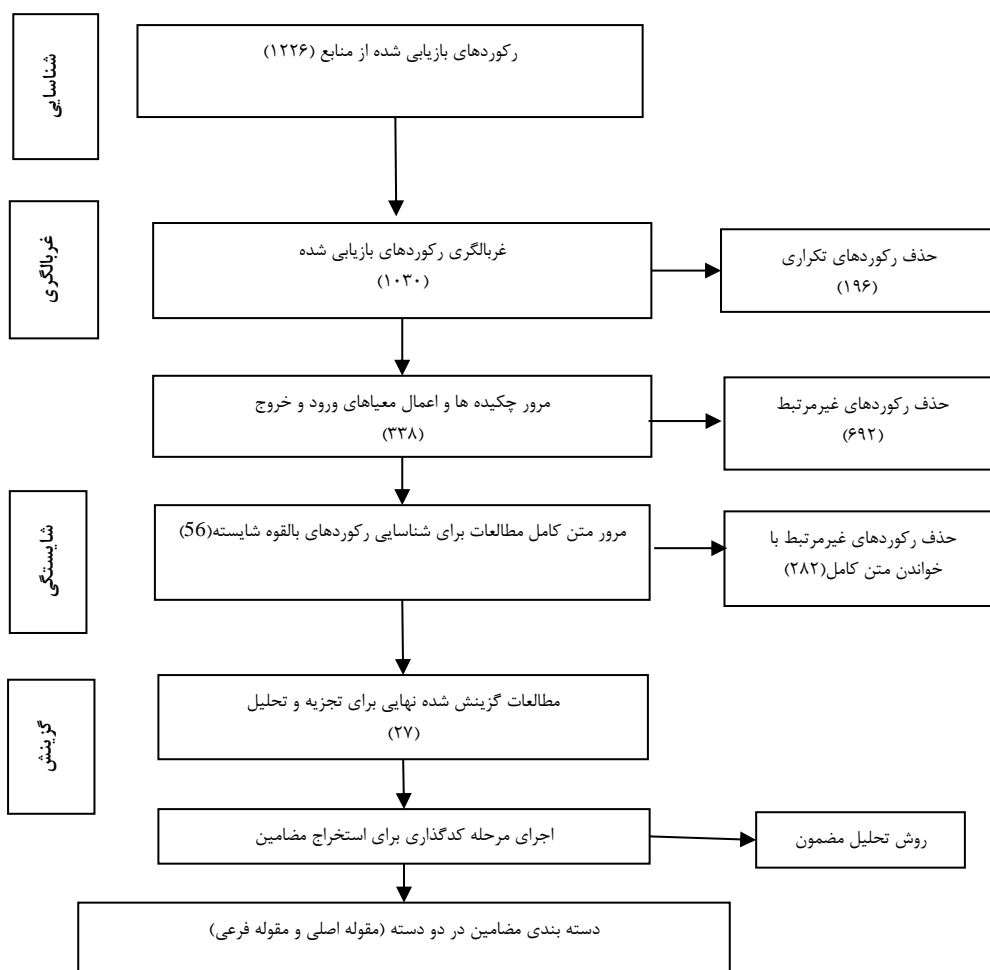 شناسایی
رکوردهای بازیابی شده از منابع (۱۲۲۶)
غربالگری
غربالگری رکوردهای بازیابی شده
(۱۰۳۰)
حذف رکوردهای تکراری
(۱۹۶)
مرور چکیده ها و اعمال معیاهای ورود و خروج
(۳۳۸)
حذف رکوردهای غیرمرتبط
(۶۹۲)
شایستگی
مرور متن کامل مطالعات برای شناسایی رکوردهای بالقوه شایسته(56)
حذف رکوردهای غیرمرتبط با
خواندن متن کامل(۲۸۲)
گزینش
مطالعات گزینش شده نهایی برای تجزیه و تحلیل
(۲۷)
اجرای مرحله کدگذاری برای استخراج مضامین
روش تحلیل مضمون
دسته بندی مضامین در دو دسته (مقوله اصلی و مقوله فرعی)